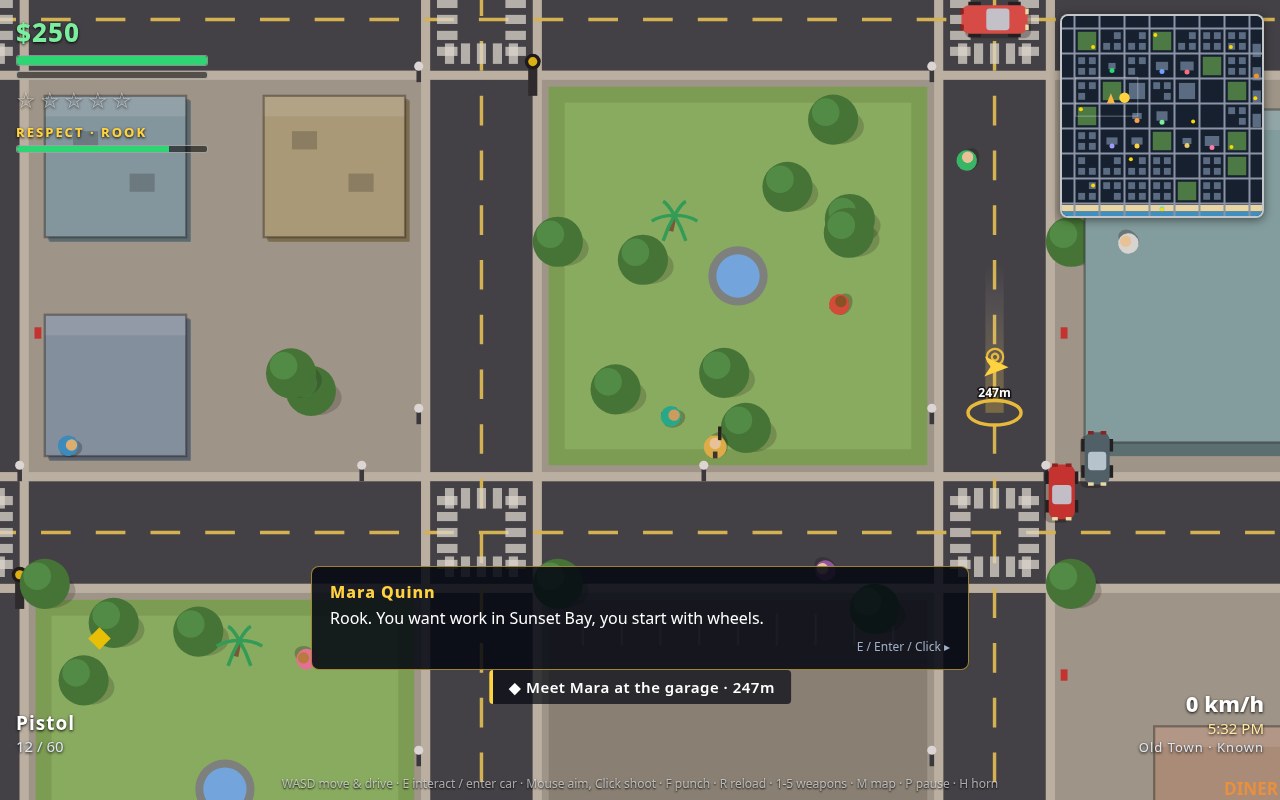 $250
RESPECT · ROOK
247m
Mara Quinn
Rook. You want work in Sunset Bay, you start with wheels.
E / Enter / Click ▸
◆ Meet Mara at the garage · 247m
Pistol
12 / 60
0 km/h
5:32 PM
Old Town · Known
WASD move & drive · E interact / enter car · Mouse aim, Click shoot · F punch · R reload · 1-5 weapons · M map · P pause · H horn
DINER